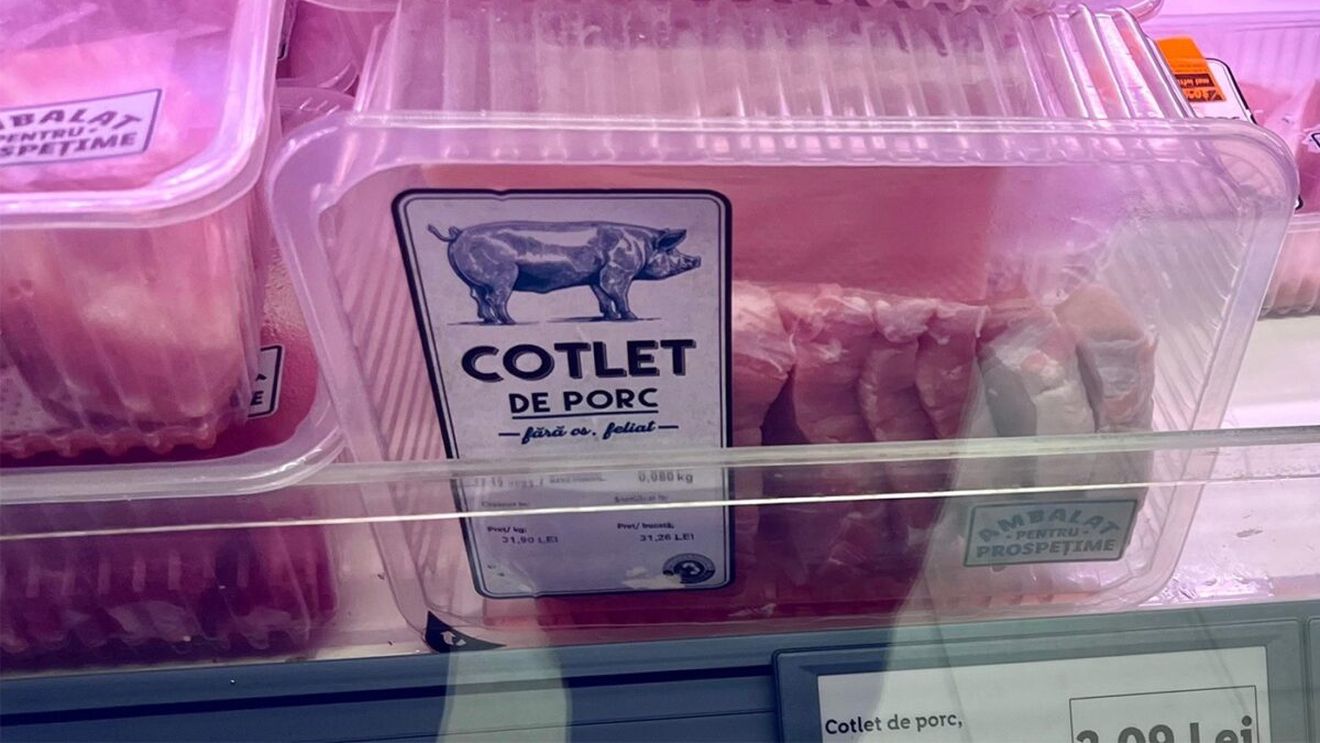 AMBALAT
PENTRU
PROSPEȚIME
COTLET
DE PORC
fără os, feliat
0,980 kg
Preț/ kg:
Preț/ bucată:
31,90 LEI
31,26 LEI
AMBALAT
- PENTRU -
PROSPEȚIME
Cotlet de porc,
Lei